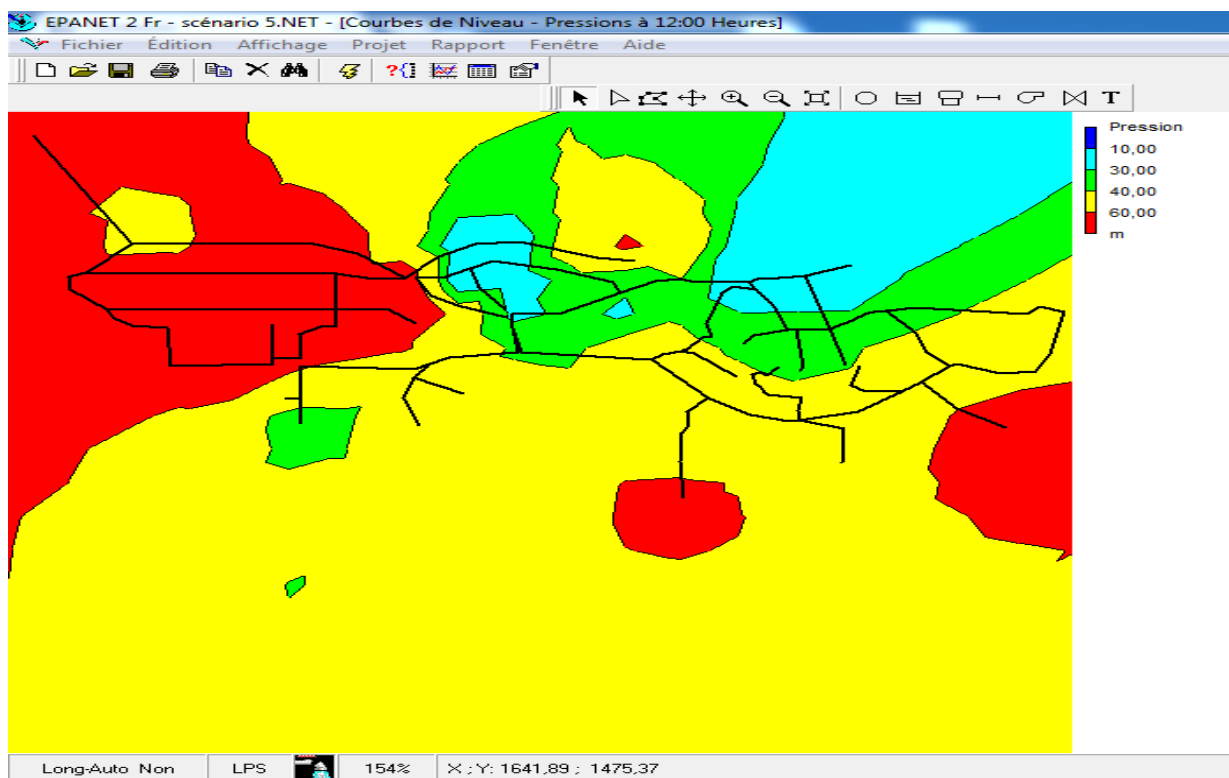 EPANET 2 Fr - scénario 5.NET - [Courbes de Niveau - Pressions à 12:00 Heures]
Fichier Édition Affichage Projet Rapport Fenêtre Aide
?{}
T
Pression
10,00
30,00
40,00
60,00
m
Long-Auto Non LPS 154% X ; Y: 1641,89 ; 1475,37